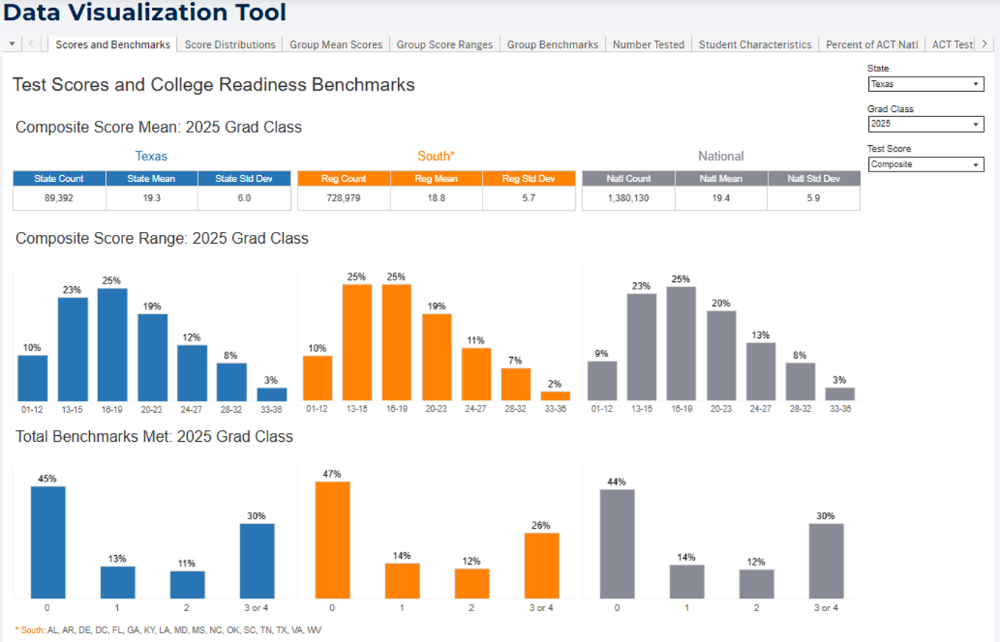 Data Visualization Tool
Scores and Benchmarks Score Distributions Group Mean Scores Group Score Ranges Group Benchmarks Number Tested Student Characteristics Percent of ACT Natl ACT Test
State
Texas
Grad Class
2025
Test Score
Composite
Test Scores and College Readiness Benchmarks
Composite Score Mean: 2025 Grad Class
Texas South* National
State Count State Mean State Std Dev Reg Count Reg Mean Reg Std Dev Natl Count Natl Mean Natl Std Dev
89,392 19.3 6.0 728,979 18.8 5.7 1,380,130 19.4 5.9
Composite Score Range: 2025 Grad Class
10% 23% 25% 19% 12% 8% 3% 10% 25% 25% 19% 11% 7% 2% 9% 23% 25% 20% 13% 8% 3%
01-12 13-15 16-19 20-23 24-27 28-32 33-36 01-12 13-15 16-19 20-23 24-27 28-32 33-36 01-12 13-15 16-19 20-23 24-27 28-32 33-36
Total Benchmarks Met: 2025 Grad Class
45% 13% 11% 30% 47% 14% 12% 26% 44% 14% 12% 30%
0 1 2 3 or 4 0 1 2 3 or 4 0 1 2 3 or 4
* South: AL, AR, DE, DC, FL, GA, KY, LA, MD, MS, NC, OK, SC, TN, TX, VA, WV